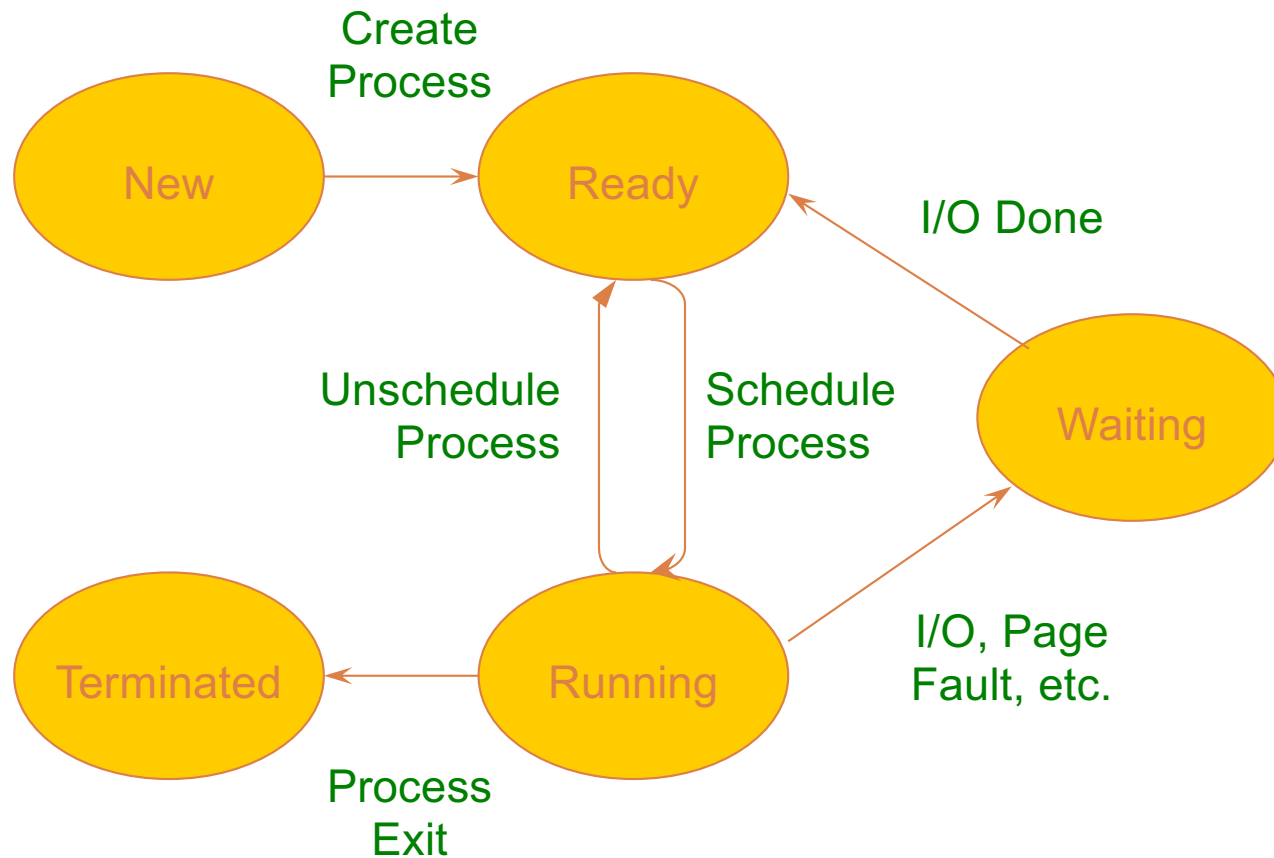 Create
Process
New
Ready
I/O Done
Unschedule
Process
Schedule
Process
Waiting
Terminated
Running
I/O, Page
Fault, etc.
Process
Exit